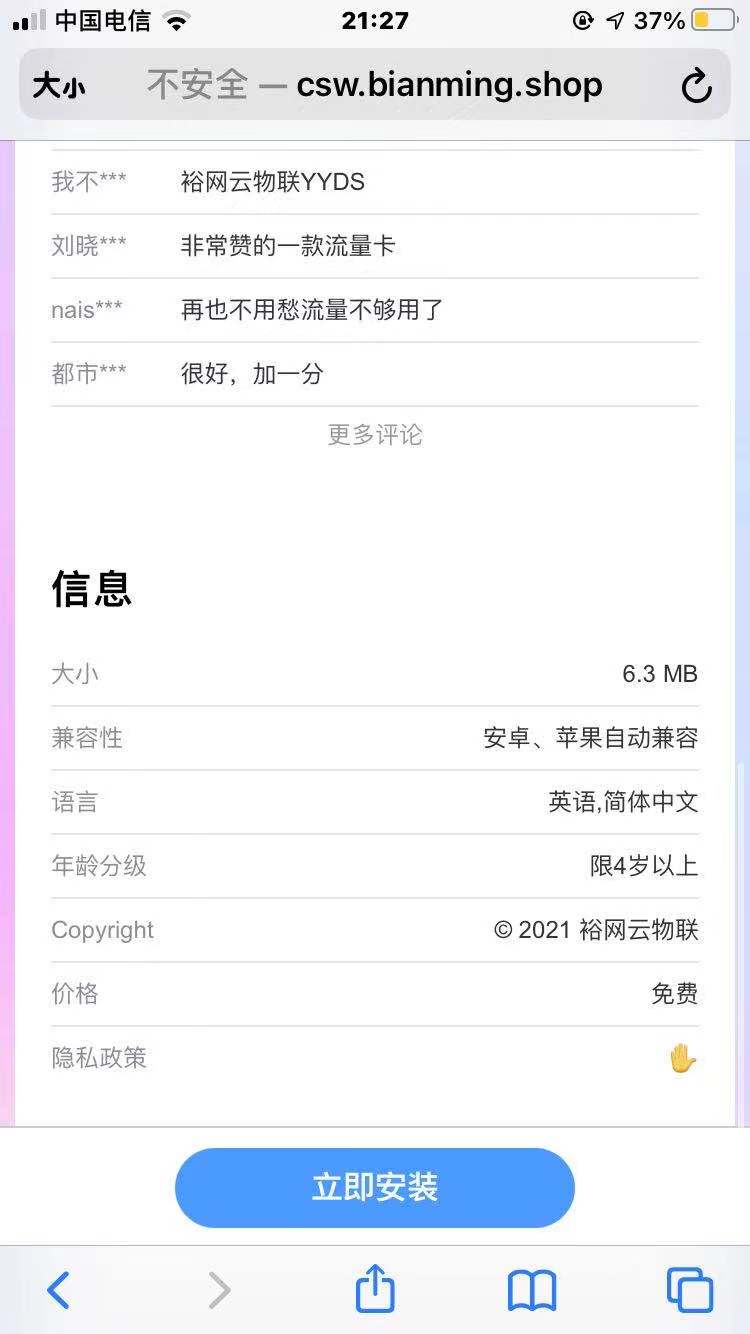 中国电信 21:27 37%
大小 不安全 — csw.bianming.shop
我不*** 裕网云物联YYDS
刘晓*** 非常赞的一款流量卡
nais*** 再也不用愁流量不够用了
都市*** 很好，加一分
更多评论
信息
大小 6.3 MB
兼容性 安卓、苹果自动兼容
语言 英语,简体中文
年龄分级 限4岁以上
Copyright © 2021 裕网云物联
价格 免费
隐私政策 ✋
立即安装